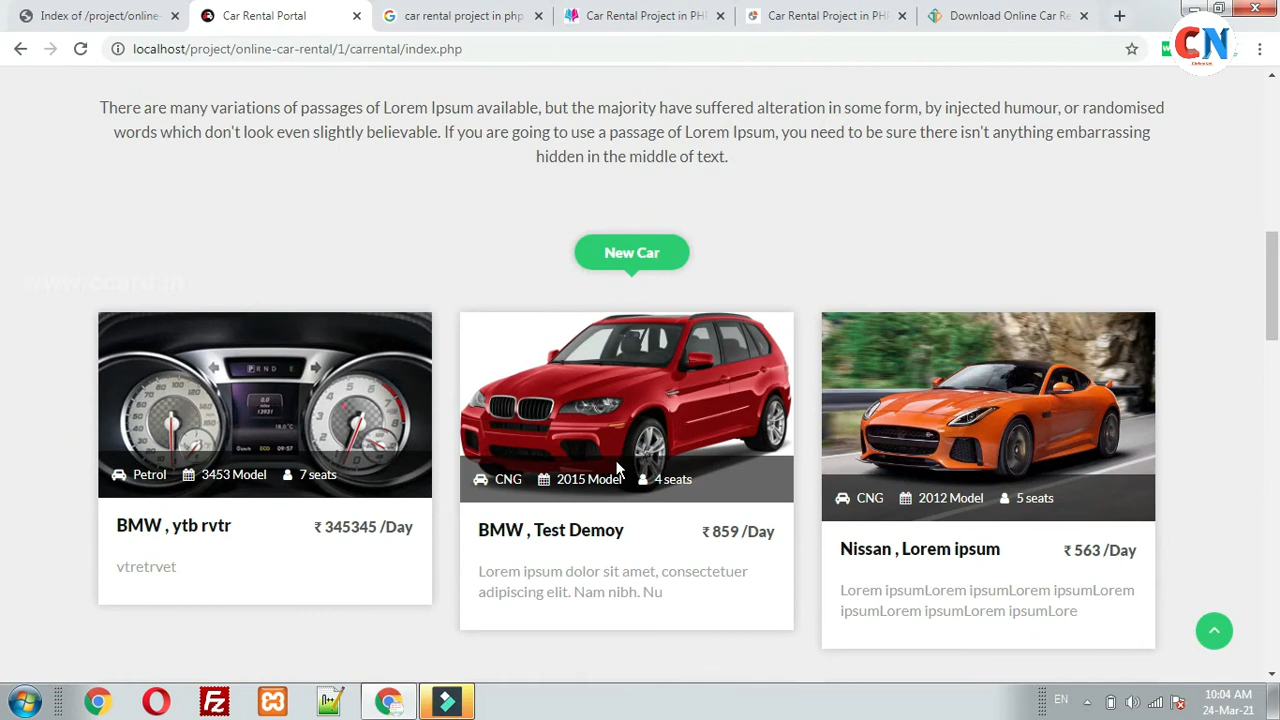 Index of /project/online-
Car Rental Portal
car rental project in php
Car Rental Project in PHP
Car Rental Project in PHP
Download Online Car Re
localhost/project/online-car-rental/1/carrental/index.php
CN
There are many variations of passages of Lorem Ipsum available, but the majority have suffered alteration in some form, by injected humour, or randomised
words which don't look even slightly believable. If you are going to use a passage of Lorem Ipsum, you need to be sure there isn't anything embarrassing
hidden in the middle of text.
New Car
www.ccard.in
Petrol 3453 Model 7 seats
BMW , ytb rvtr ₹ 345345 /Day
vtretrvet
CNG 2015 Model 4 seats
BMW , Test Demoy ₹ 859 /Day
Lorem ipsum dolor sit amet, consectetuer
adipiscing elit. Nam nibh. Nu
CNG 2012 Model 5 seats
Nissan , Lorem ipsum ₹ 563 /Day
Lorem ipsumLorem ipsumLorem ipsumLorem
ipsumLorem ipsumLorem ipsumLore
EN
10:04 AM
24-Mar-21